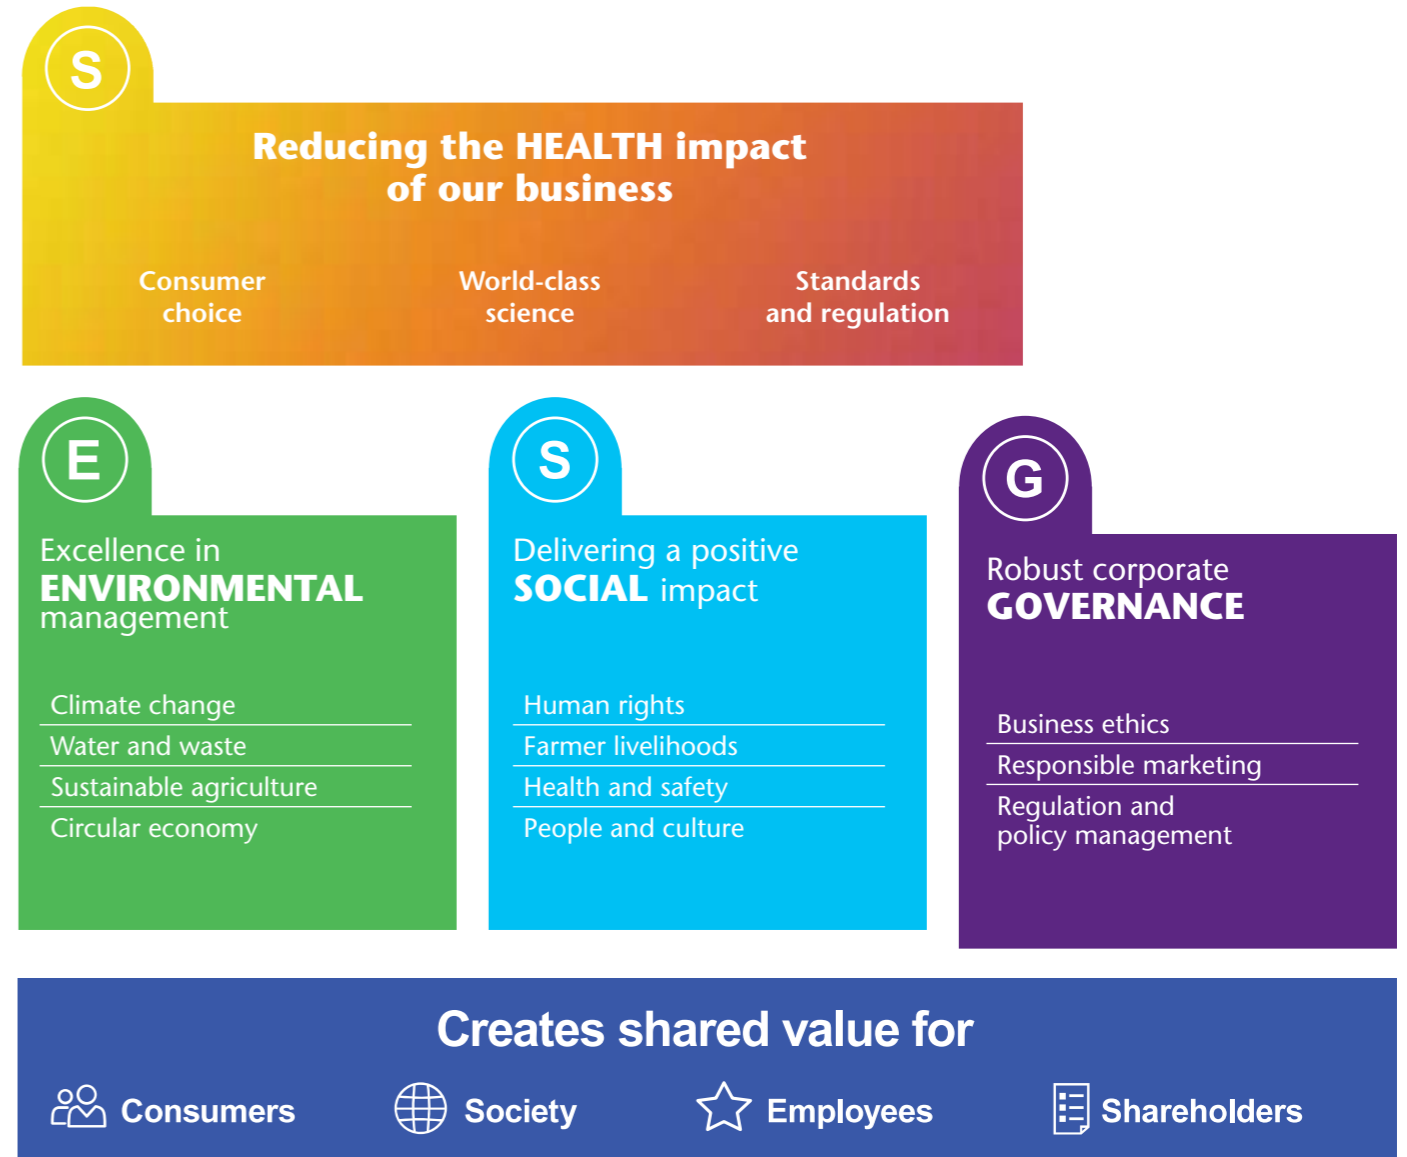 S
Reducing the HEALTH impact
of our business
Consumer
choice
World-class
science
Standards
and regulation
E
Excellence in
ENVIRONMENTAL
management
Climate change
Water and waste
Sustainable agriculture
Circular economy
S
Delivering a positive
SOCIAL impact
Human rights
Farmer livelihoods
Health and safety
People and culture
G
Robust corporate
GOVERNANCE
Business ethics
Responsible marketing
Regulation and
policy management
Creates shared value for
Consumers
Society
Employees
Shareholders